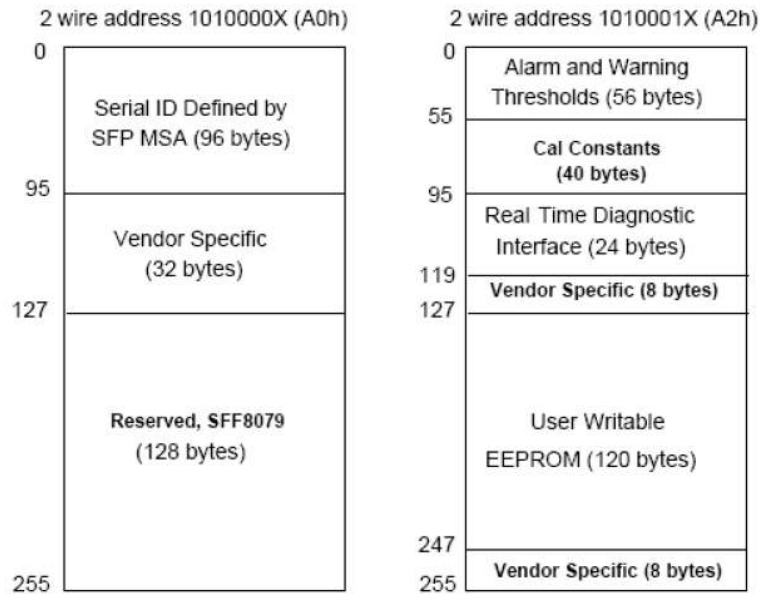 2 wire address 1010000X (A0h)
0
Serial ID Defined by
SFP MSA (96 bytes)
95
Vendor Specific
(32 bytes)
127
Reserved, SFF8079
(128 bytes)
255
2 wire address 1010001X (A2h)
0
Alarm and Warning
Thresholds (56 bytes)
55
Cal Constants
(40 bytes)
95
Real Time Diagnostic
Interface (24 bytes)
119
Vendor Specific (8 bytes)
127
User Writable
EEPROM (120 bytes)
247
Vendor Specific (8 bytes)
255